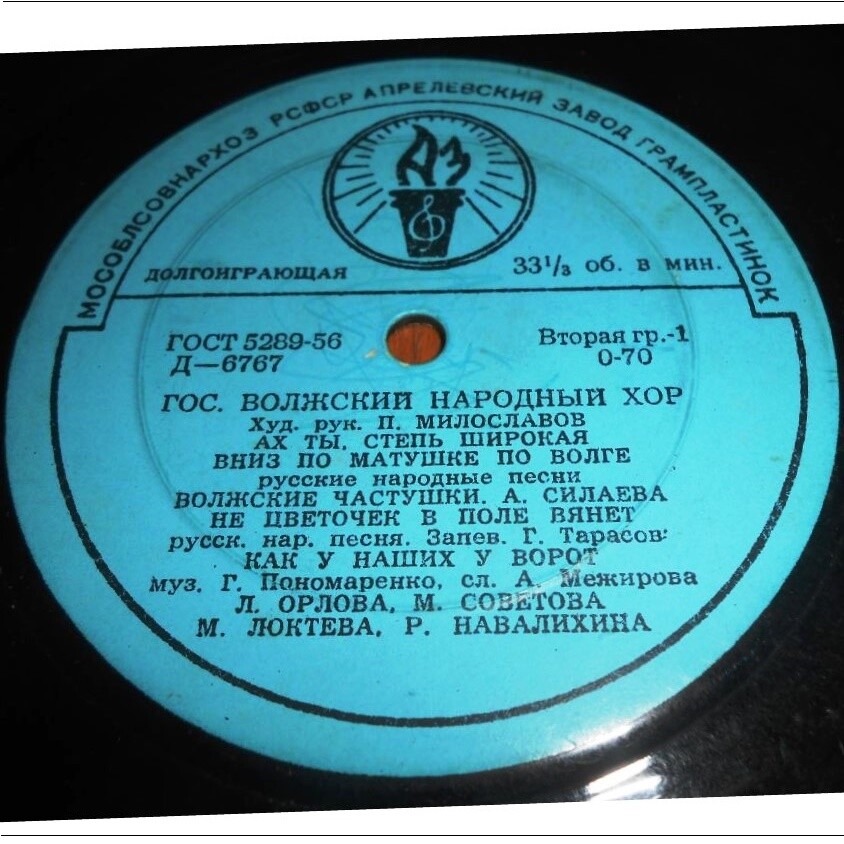 МОСОБЛСОВНАРХОЗ РСФСР АПРЕЛЕВСКИЙ ЗАВОД ГРАМПЛАСТИНОК
АЗ
ДОЛГОИГРАЮЩАЯ 33⅓ об. в мин.
ГОСТ 5289-56 Вторая гр.-1
Д—6767 0-70
ГОС. ВОЛЖСКИЙ НАРОДНЫЙ ХОР
Худ. рук. П. МИЛОСЛАВОВ
АХ ТЫ, СТЕПЬ ШИРОКАЯ
ВНИЗ ПО МАТУШКЕ ПО ВОЛГЕ
русские народные песни
ВОЛЖСКИЕ ЧАСТУШКИ. А. СИЛАЕВА
НЕ ЦВЕТОЧЕК В ПОЛЕ ВЯНЕТ
русск. нар. песня. Запев. Г. Тарасов:
КАК У НАШИХ У ВОРОТ
муз. Г. Пономаренко, сл. А. Межирова
Л. ОРЛОВА, М. СОВЕТОВА
М. ЛОКТЕВА, Р. НАВАЛИХИНА